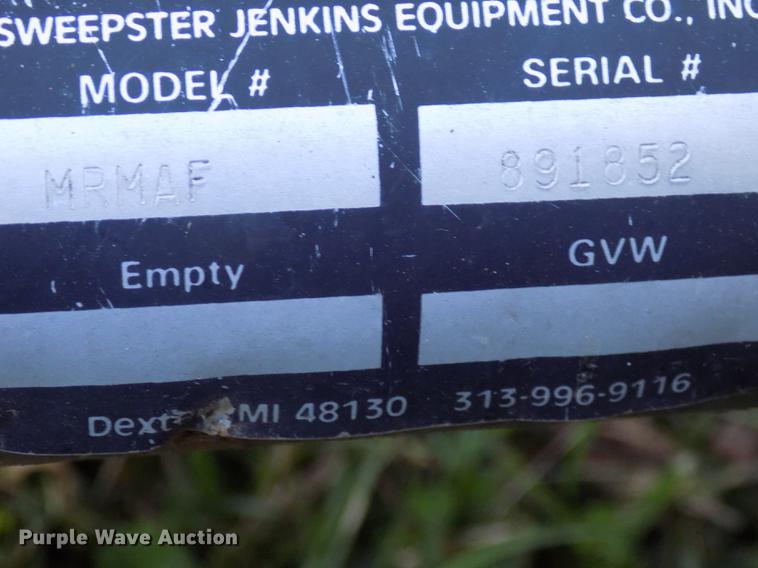 SWEEPSTER JENKINS EQUIPMENT CO., INC
MODEL # SERIAL #
MRMAF 891852
Empty GVW
MI 48130 313-996-9116
Purple Wave Auction